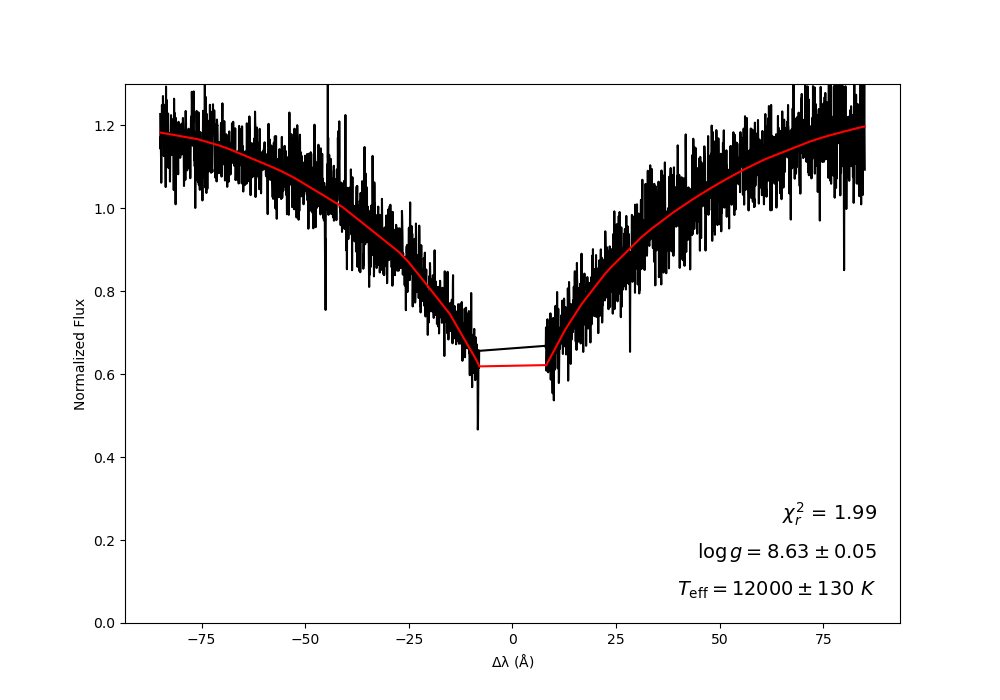 1.2
1.0
0.8
0.6
0.4
0.2
0.0
Normalized Flux
χ²ᵣ = 1.99
log g = 8.63 ± 0.05
T_eff = 12000 ± 130 K
−75 −50 −25 0 25 50 75
Δλ (Å)